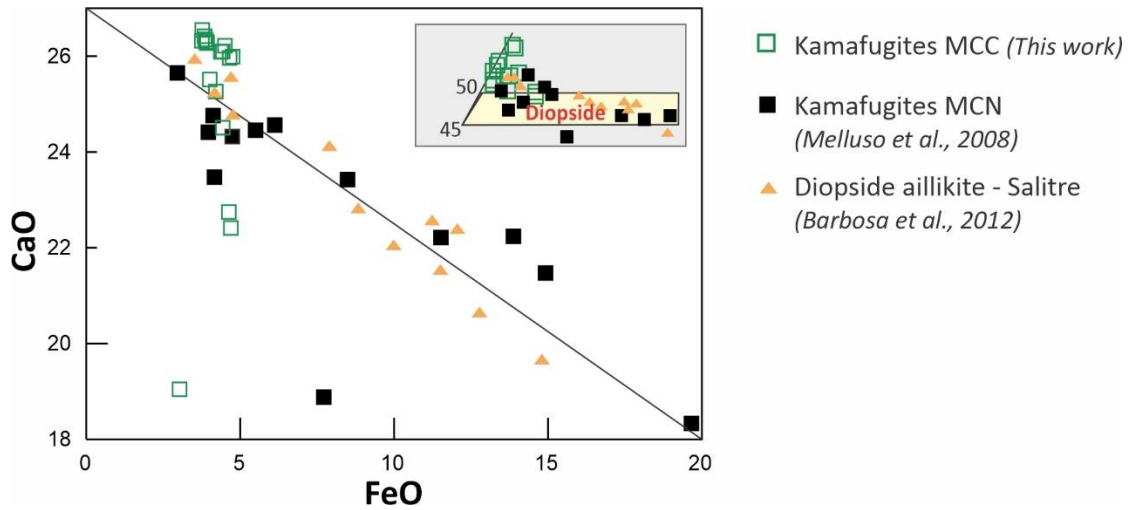 CaO
26
24
22
20
18
0
5
10
15
20
FeO
50
45
Diopside
Kamafugites MCC (This work)
Kamafugites MCN
(Melluso et al., 2008)
Diopside aillikite - Salitre
(Barbosa et al., 2012)